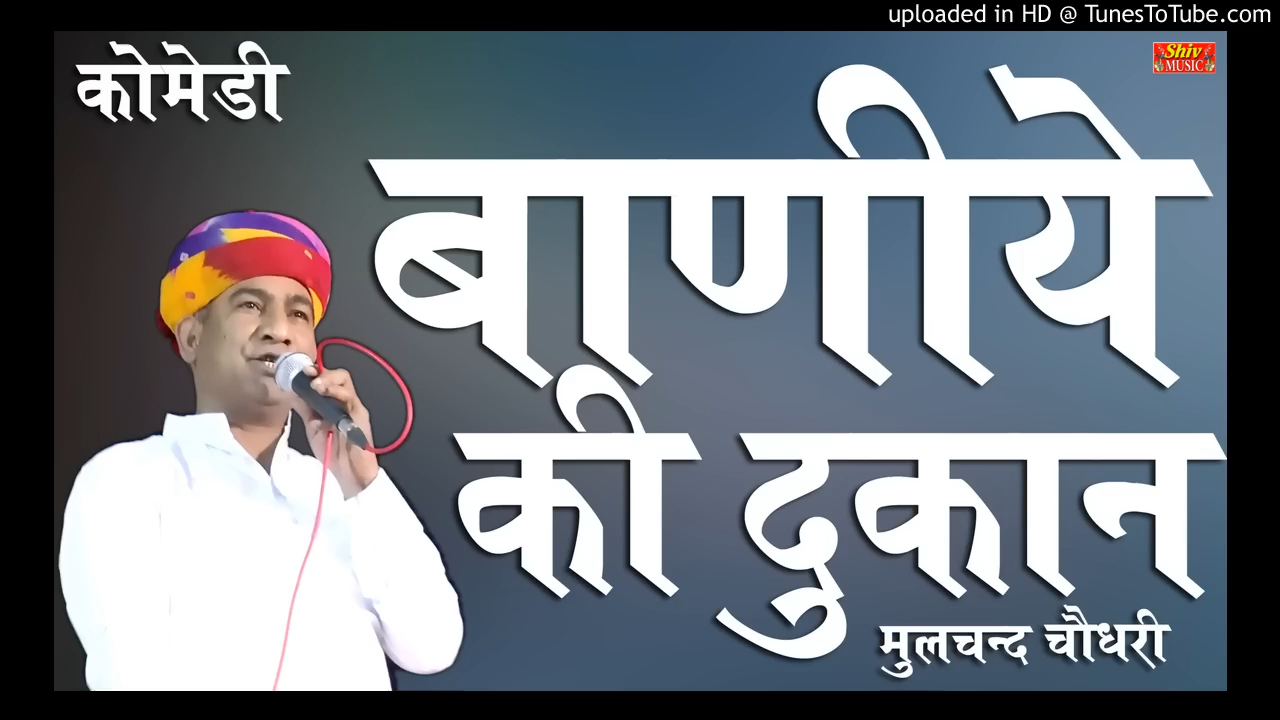 uploaded in HD @ TunesToTube.com
Shiv
MUSIC
कोमेडी
बाणीये
की दुकान
मुलचन्द चौधरी